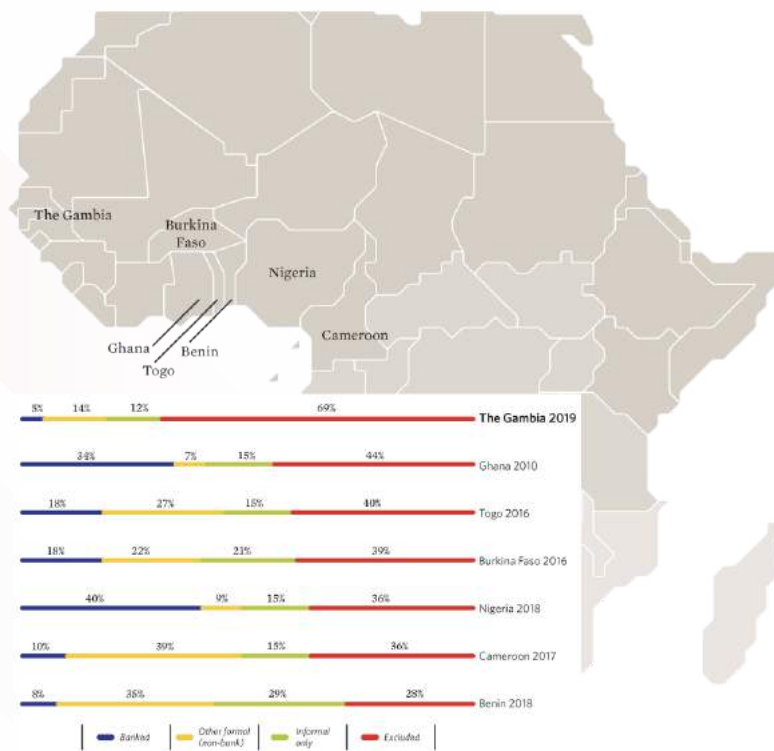 The Gambia
Burkina
Faso
Nigeria
Ghana
Togo
Benin
Cameroon
5% 14% 12% 69% The Gambia 2019
34% 7% 15% 44% Ghana 2010
18% 27% 15% 40% Togo 2016
18% 22% 21% 39% Burkina Faso 2016
40% 9% 15% 36% Nigeria 2018
10% 39% 15% 36% Cameroon 2017
8% 35% 29% 28% Benin 2018
Banked
Other formal
(non-bank)
Informal
only
Excluded